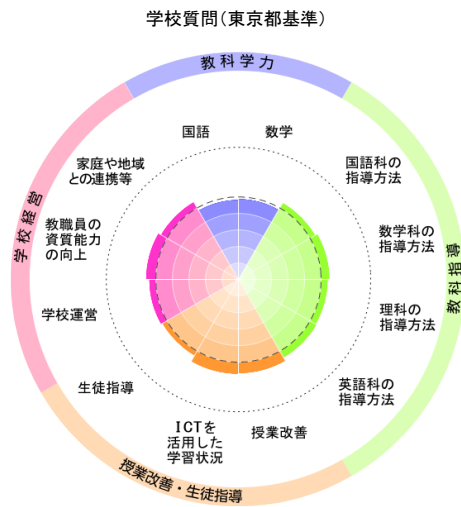 学校質問(東京都基準)
教科学力
国語
数学
家庭や地域
との連携等
国語科の
指導方法
学校経営
教職員の
資質能力
の向上
数学科の
指導方法
教科指導
学校運営
理科の
指導方法
生徒指導
英語科の
指導方法
ICTを
活用した
学習状況
授業改善
授業改善・生徒指導